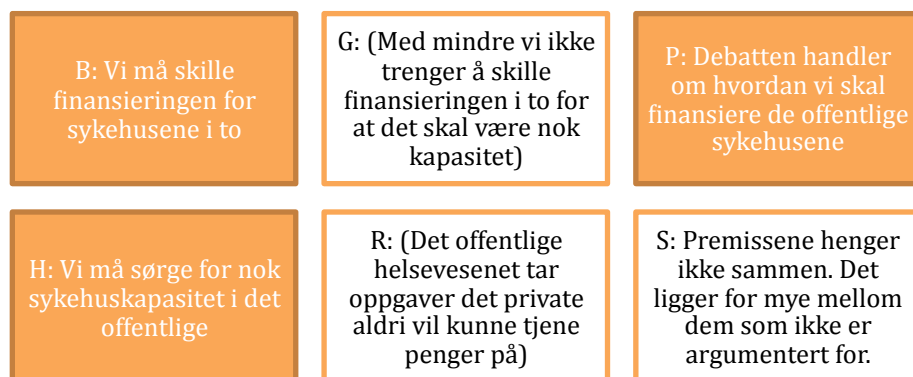 B: Vi må skille
finansieringen for
sykehusene i to
G: (Med mindre vi ikke
trenger å skille
finansieringen i to for
at det skal være nok
kapasitet)
P: Debatten handler
om hvordan vi skal
finansiere de offentlige
sykehusene
H: Vi må sørge for nok
sykehuskapasitet i det
offentlige
R: (Det offentlige
helsevesenet tar
oppgaver det private
aldri vil kunne tjene
penger på)
S: Premissene henger
ikke sammen. Det
ligger for mye mellom
dem som ikke er
argumentert for.